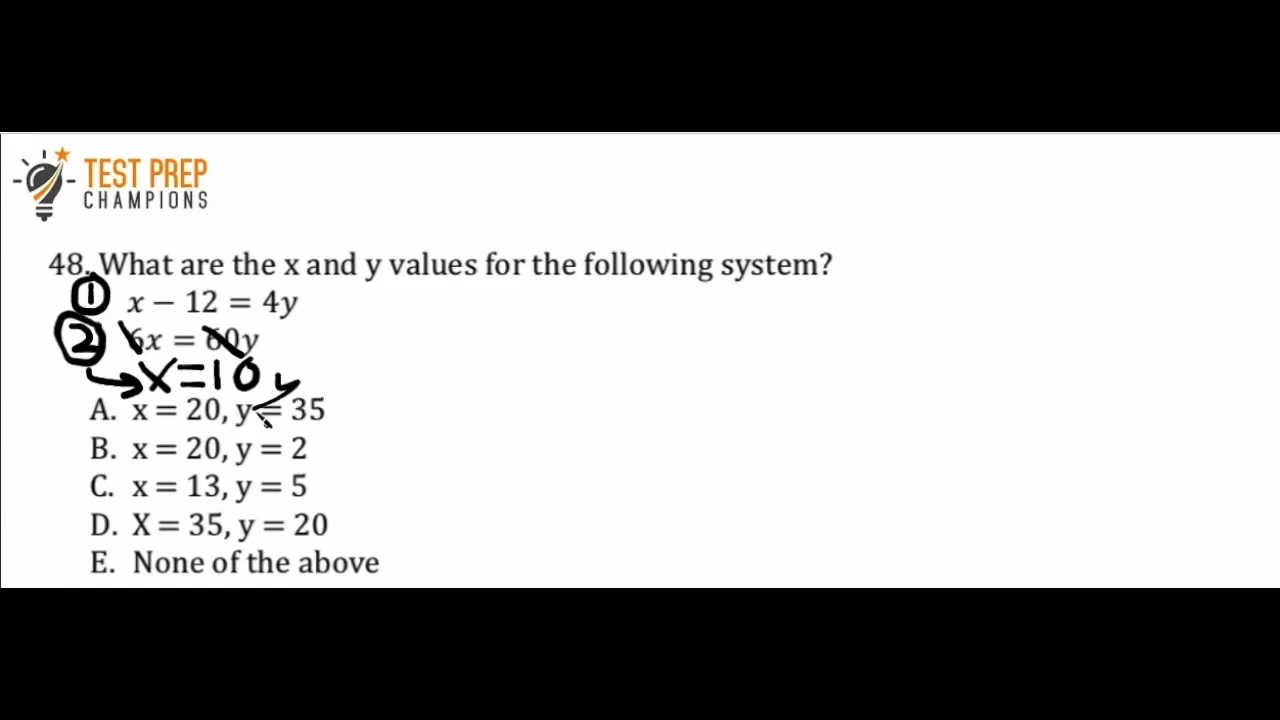 TEST PREP
CHAMPIONS
48. What are the x and y values for the following system?
① x − 12 = 4y
② 6x = 60y
x=10y
A. x = 20, y = 35
B. x = 20, y = 2
C. x = 13, y = 5
D. X = 35, y = 20
E. None of the above